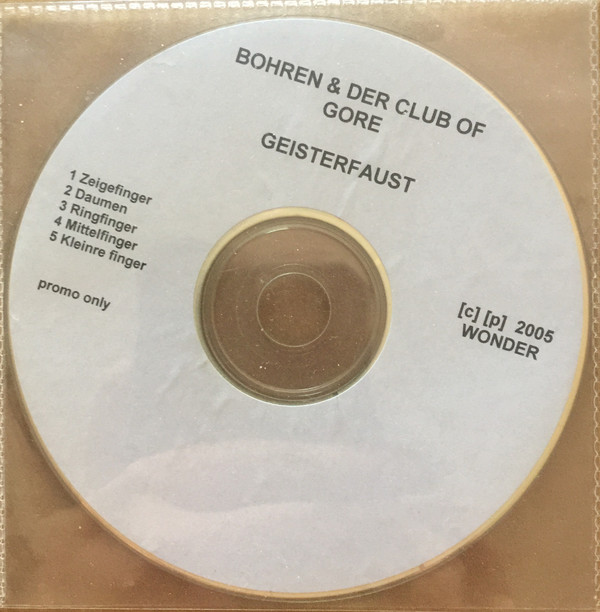 BOHREN & DER CLUB OF
GORE
GEISTERFAUST
1 Zeigefinger
2 Daumen
3 Ringfinger
4 Mittelfinger
5 Kleinre finger
promo only
[c] [p] 2005
WONDER